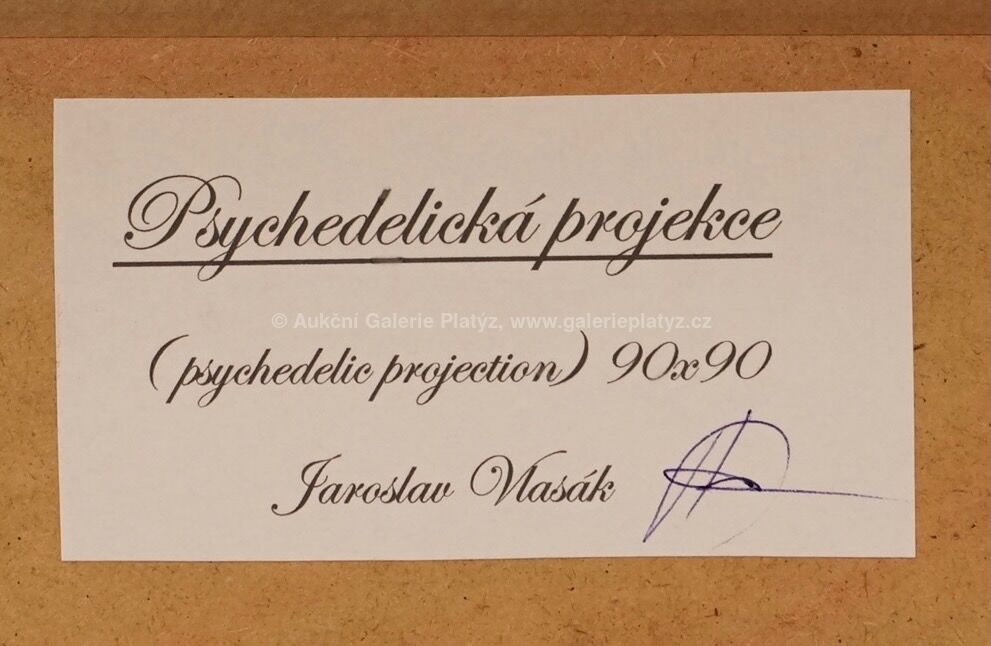 Psychedelická projekce
© Aukční Galerie Platýz, www.galerieplatyz.cz
(psychedelic projection) 90x90
Jaroslav Vlasák